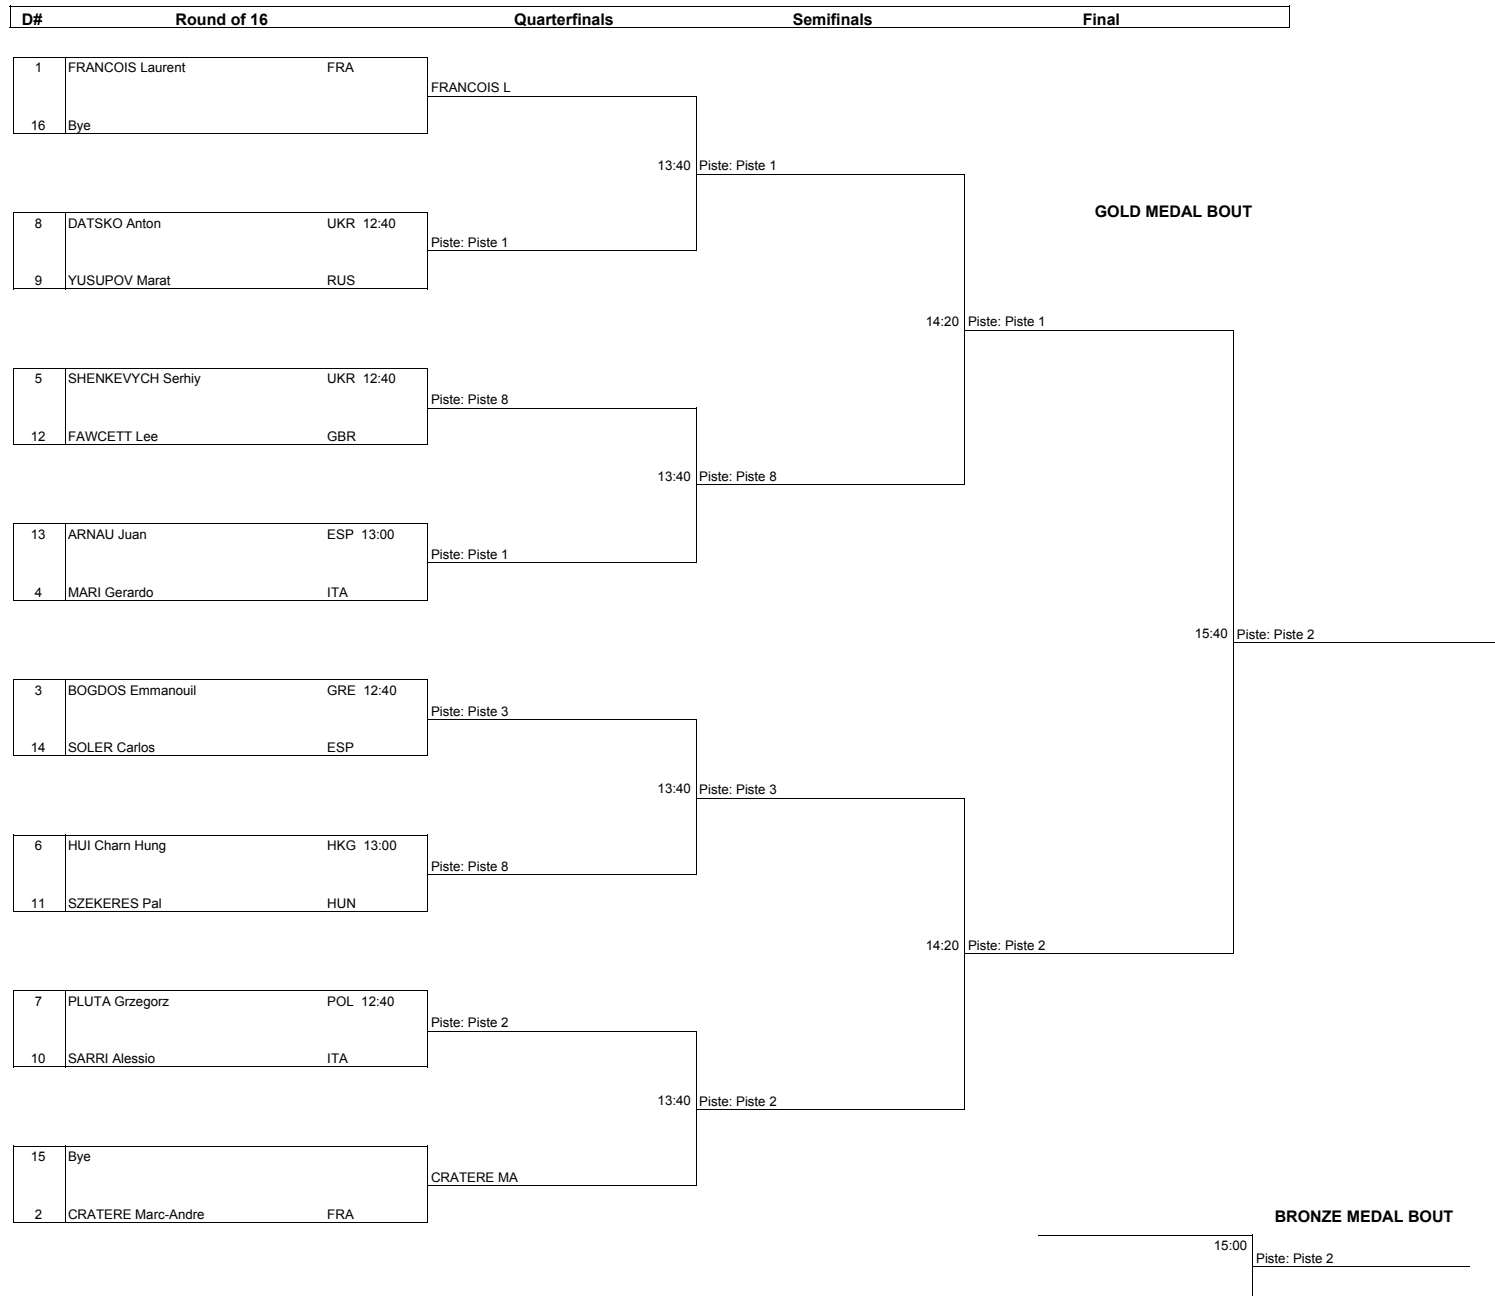 D# Round of 16 Quarterfinals Semifinals Final
1 FRANCOIS Laurent FRA
FRANCOIS L
16 Bye
13:40 Piste: Piste 1
8 DATSKO Anton UKR 12:40
GOLD MEDAL BOUT
Piste: Piste 1
9 YUSUPOV Marat RUS
14:20 Piste: Piste 1
5 SHENKEVYCH Serhiy UKR 12:40
Piste: Piste 8
12 FAWCETT Lee GBR
13:40 Piste: Piste 8
13 ARNAU Juan ESP 13:00
Piste: Piste 1
4 MARI Gerardo ITA
15:40 Piste: Piste 2
3 BOGDOS Emmanouil GRE 12:40
Piste: Piste 3
14 SOLER Carlos ESP
13:40 Piste: Piste 3
6 HUI Charn Hung HKG 13:00
Piste: Piste 8
11 SZEKERES Pal HUN
14:20 Piste: Piste 2
7 PLUTA Grzegorz POL 12:40
Piste: Piste 2
10 SARRI Alessio ITA
13:40 Piste: Piste 2
15 Bye
CRATERE MA
2 CRATERE Marc-Andre FRA
BRONZE MEDAL BOUT
15:00
Piste: Piste 2